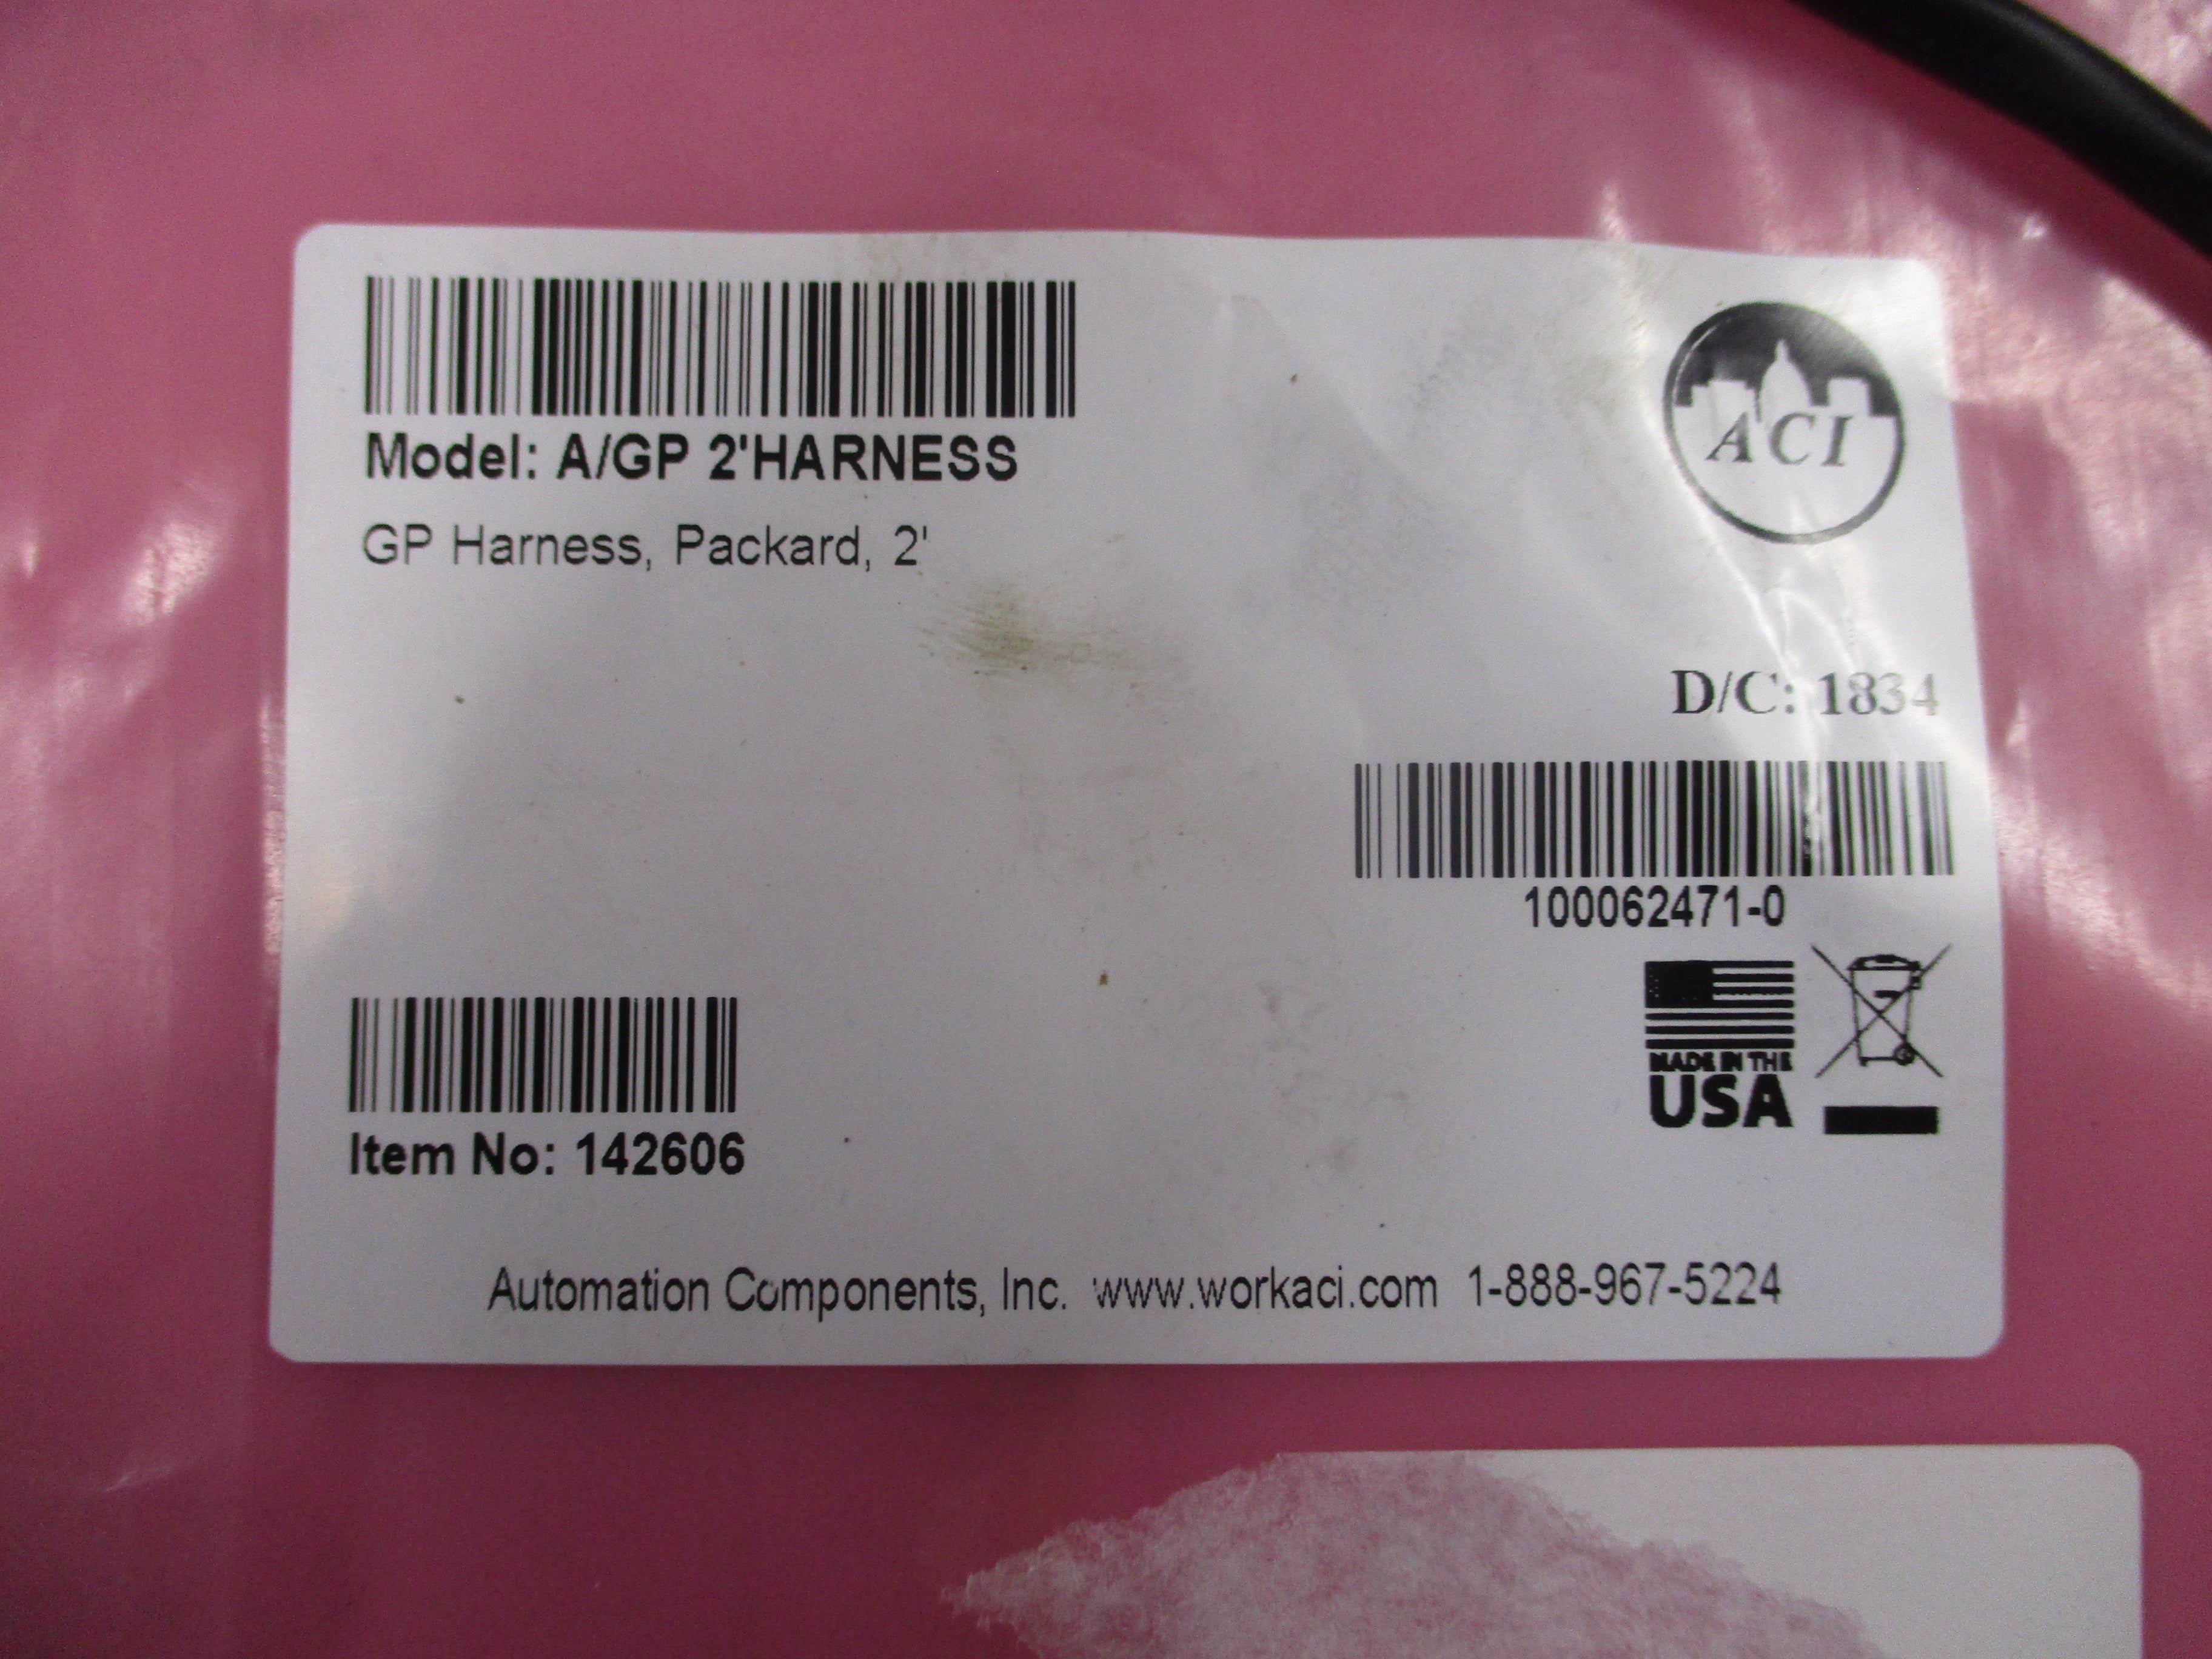 Model: A/GP 2'HARNESS
GP Harness, Packard, 2'
ACI
D/C: 1834
100062471-0
MADE IN THE
USA
Item No: 142606
Automation Components, Inc. www.workaci.com 1-888-967-5224